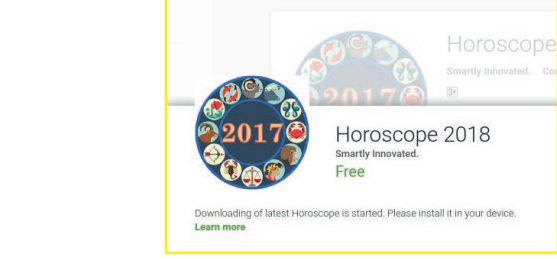 Horoscope
Smartly Innovated.
3+
2017
2017
Horoscope 2018
Smartly Innovated.
Free
Downloading of latest Horoscope is started. Please install it in your device.
Learn more